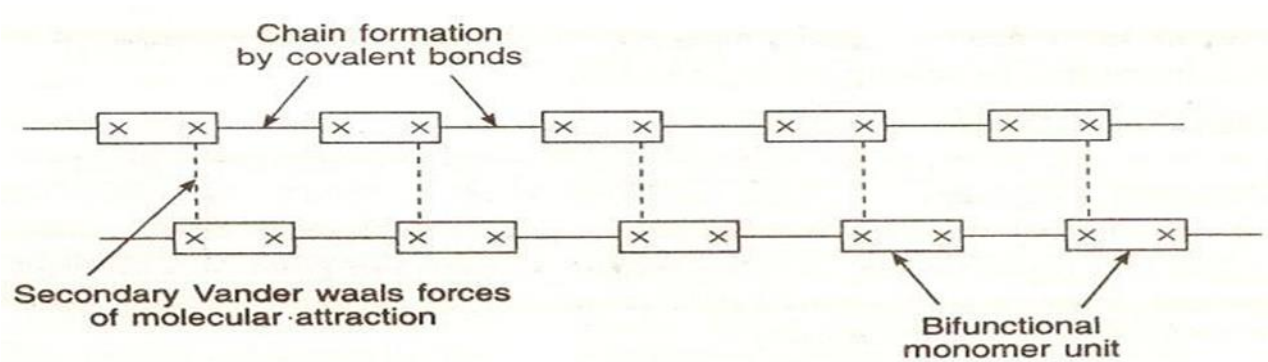 Chain formation
by covalent bonds
× × × × × × × × × ×
× × × × × × × × × ×
Secondary Vander waals forces
of molecular attraction
Bifunctional
monomer unit